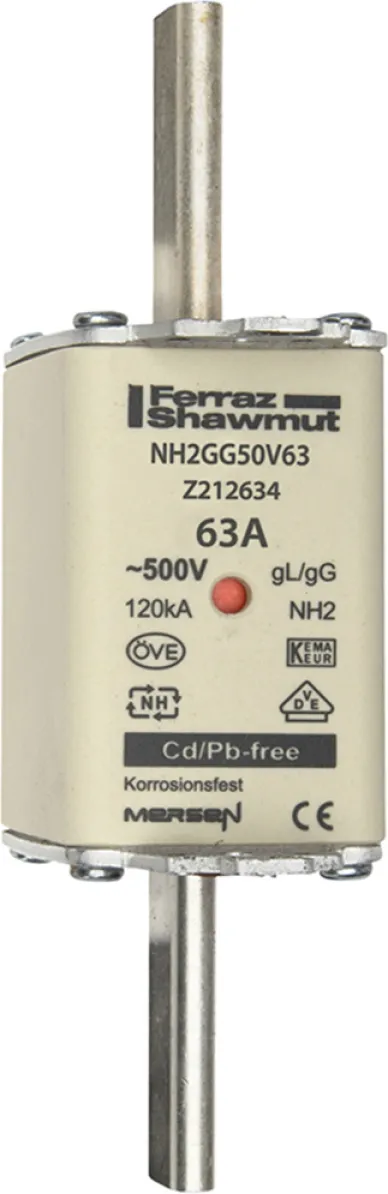 Ferraz
Shawmut
NH2GG50V63
Z212634
63A
~500V gL/gG
120kA NH2
ÖVE KEMA
KEUR
NH VDE
Cd/Pb-free
Korrosionsfest
MERSEN CE